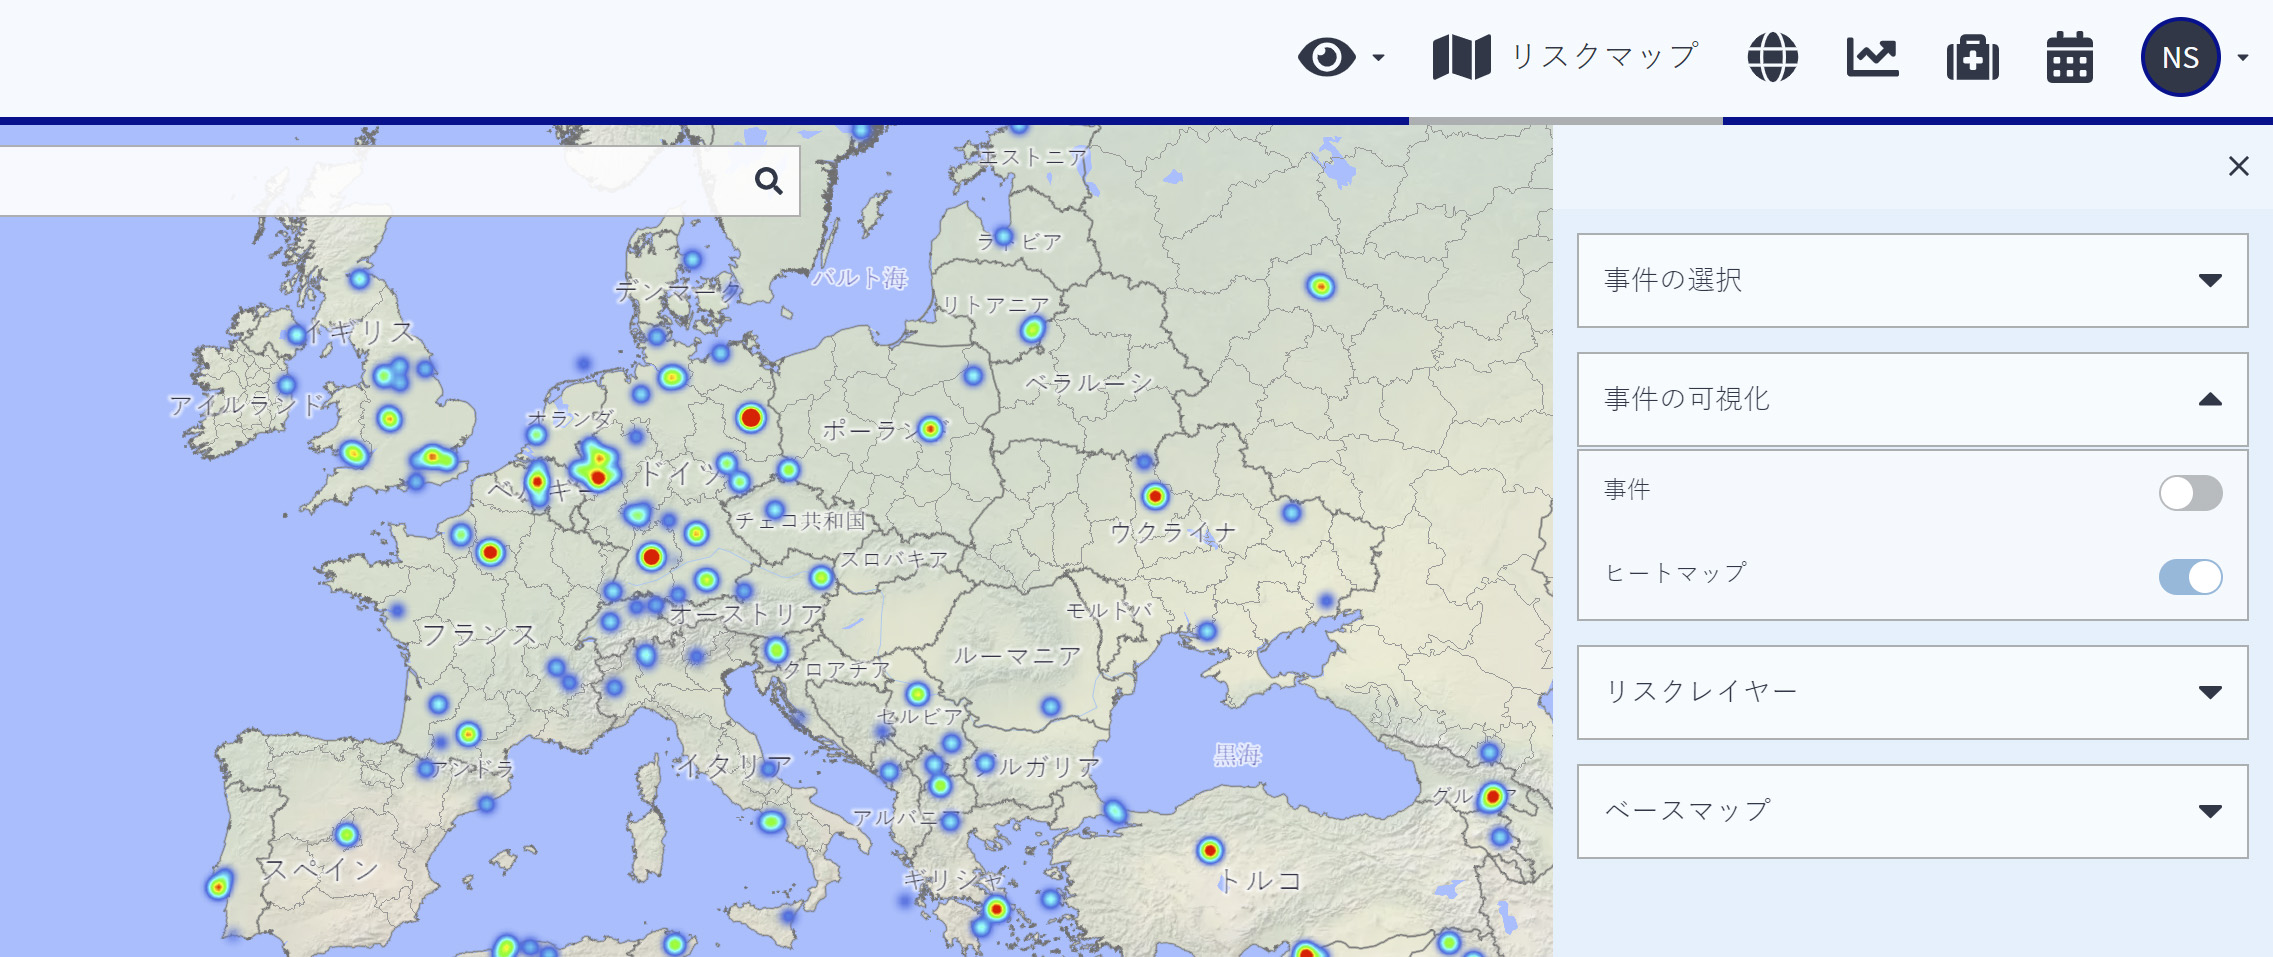 リスクマップ
NS
エストニア
ラトビア
バルト海
デンマーク
リトアニア
イギリス
ベラルーシ
アイルランド
オランダ
ポーランド
ドイツ
ベルギー
チェコ共和国
ウクライナ
スロバキア
オーストリア
モルドバ
フランス
ルーマニア
クロアチア
セルビア
黒海
イタリア
ルガリア
アンドラ
グル
アルバニ
スペイン
ギリシャ
トルコ
事件の選択
事件の可視化
事件
ヒートマップ
リスクレイヤー
ベースマップ